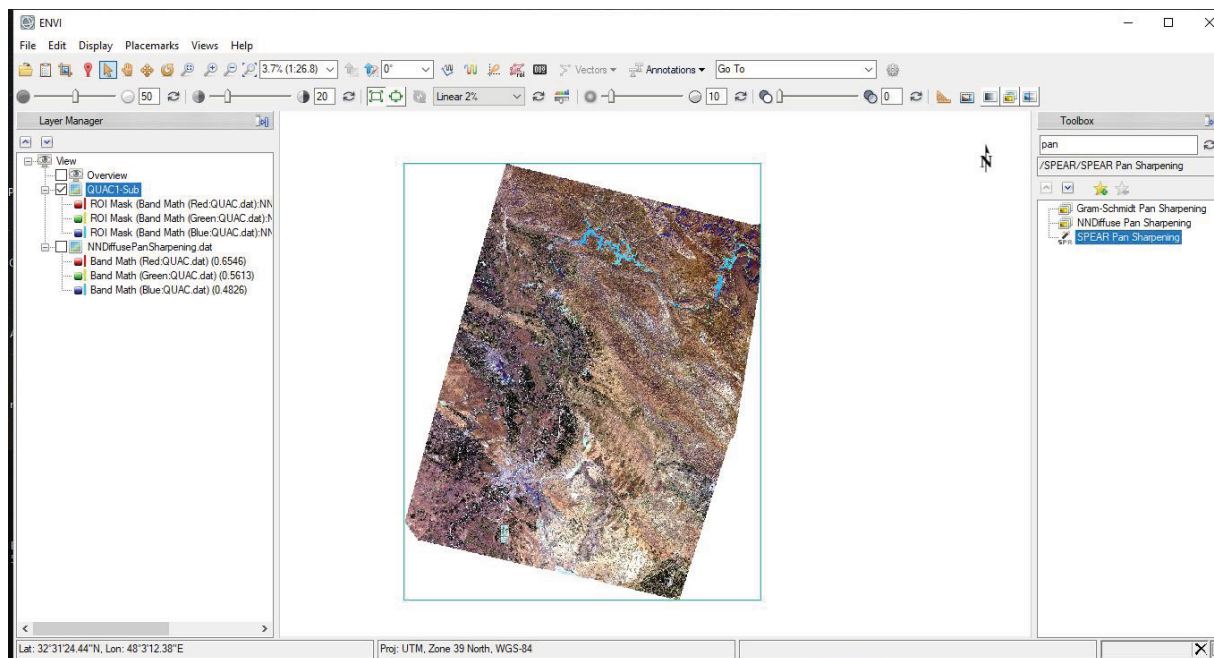 ENVI
File Edit Display Placemarks Views Help
3.7% (1:26.8) 0° Vectors Annotations Go To
50 20 Linear 2% 10 0
Layer Manager
Toolbox
pan
/SPEAR/SPEAR Pan Sharpening
View
Overview
QUAC1-Sub
ROI Mask (Band Math (Red:QUAC.dat):NN
ROI Mask (Band Math (Green:QUAC.dat):N
ROI Mask (Band Math (Blue:QUAC.dat):NN
NNDiffusePanSharpening.dat
Band Math (Red:QUAC.dat) (0.6546)
Band Math (Green:QUAC.dat) (0.5613)
Band Math (Blue:QUAC.dat) (0.4826)
N
Gram-Schmidt Pan Sharpening
NNDiffuse Pan Sharpening
SPEAR Pan Sharpening
Lat: 32°31'24.44"N, Lon: 48°3'12.38"E
Proj: UTM, Zone 39 North, WGS-84